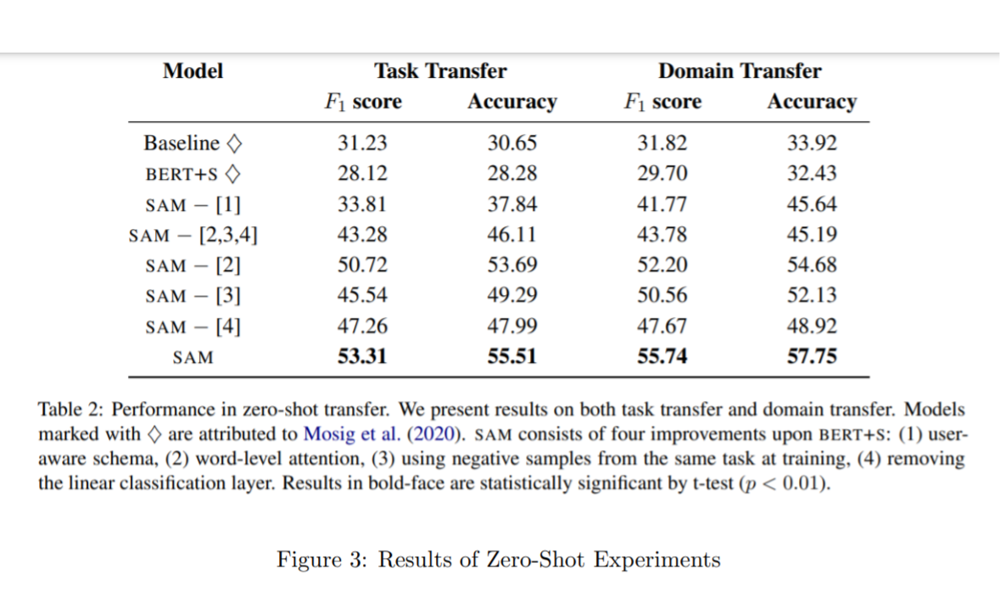 Model Task Transfer Domain Transfer
F1 score Accuracy F1 score Accuracy
Baseline ◇ 31.23 30.65 31.82 33.92
BERT+S ◇ 28.12 28.28 29.70 32.43
SAM − [1] 33.81 37.84 41.77 45.64
SAM − [2,3,4] 43.28 46.11 43.78 45.19
SAM − [2] 50.72 53.69 52.20 54.68
SAM − [3] 45.54 49.29 50.56 52.13
SAM − [4] 47.26 47.99 47.67 48.92
SAM 53.31 55.51 55.74 57.75
Table 2: Performance in zero-shot transfer. We present results on both task transfer and domain transfer. Models
marked with ◇ are attributed to Mosig et al. (2020). SAM consists of four improvements upon BERT+S: (1) user-
aware schema, (2) word-level attention, (3) using negative samples from the same task at training, (4) removing
the linear classification layer. Results in bold-face are statistically significant by t-test (p < 0.01).
Figure 3: Results of Zero-Shot Experiments